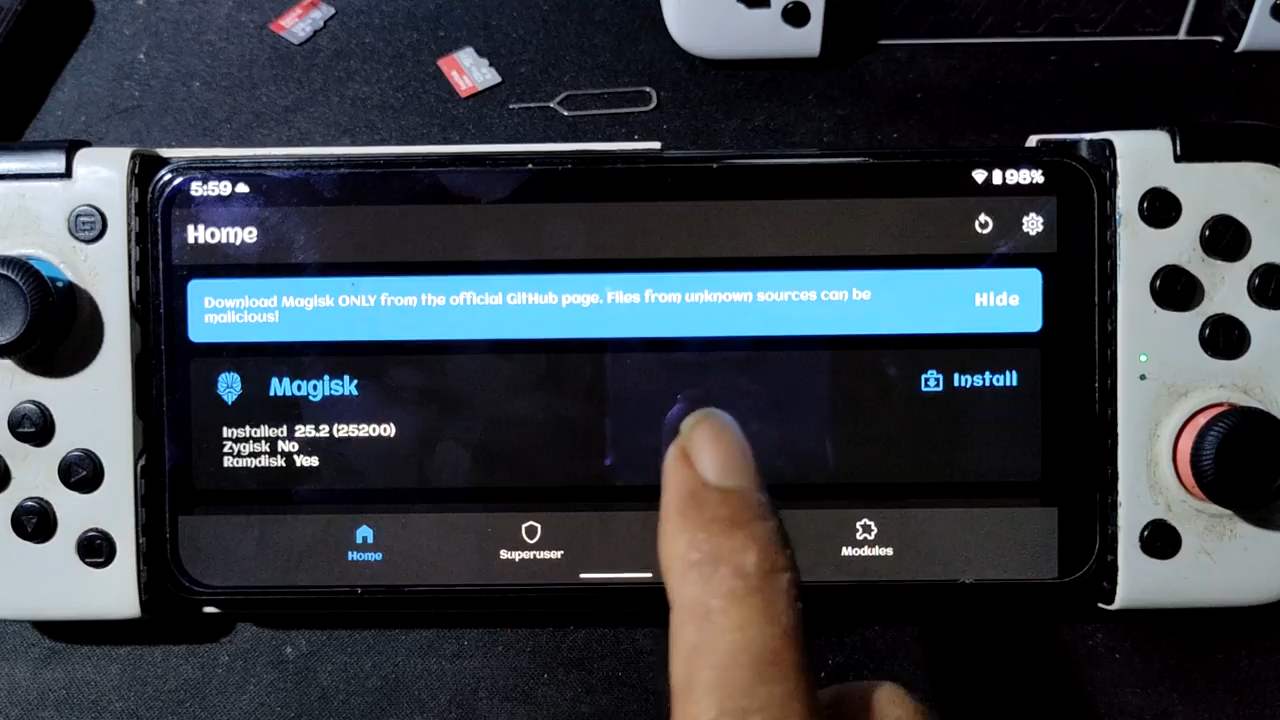 5:59
98%
Home
Download Magisk ONLY from the official GitHub page. Files from unknown sources can be
malicious!
Hide
Magisk
Install
Installed 25.2 (25200)
Zygisk No
Ramdisk Yes
Home
Superuser
Modules